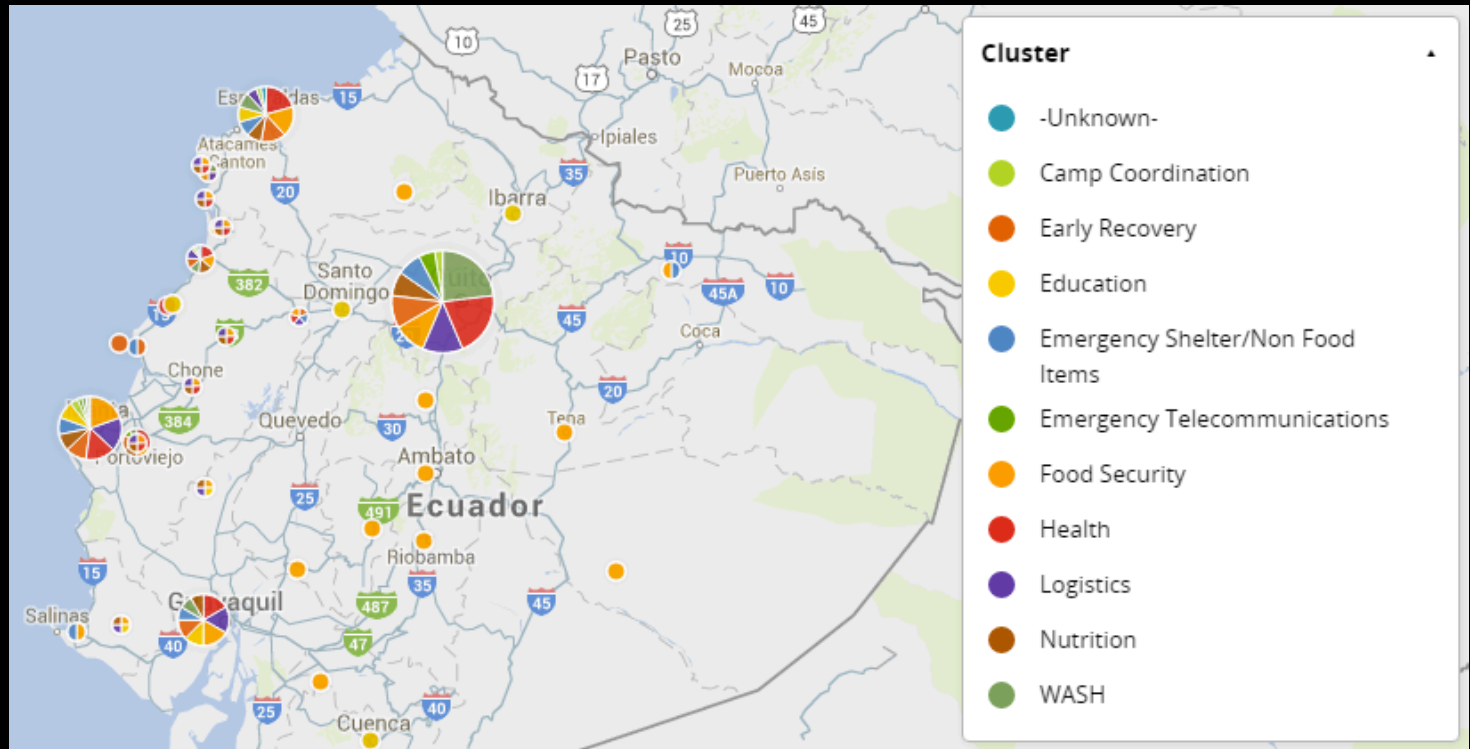 25
45
10
Pasto
Mocoa
17
15
Atacames
Canton
Ipiales
35
Puerto Asís
20
Ibarra
10
Santo
Domingo
382
45A
10
45
Coca
Chone
20
384
Quevedo
30
Tena
Portoviejo
Ambato
25
491
Ecuador
Riobamba
15
35
Guayaquil
487
45
Salinas
40
47
25
40
Cuenca
Cluster
-Unknown-
Camp Coordination
Early Recovery
Education
Emergency Shelter/Non Food
Items
Emergency Telecommunications
Food Security
Health
Logistics
Nutrition
WASH